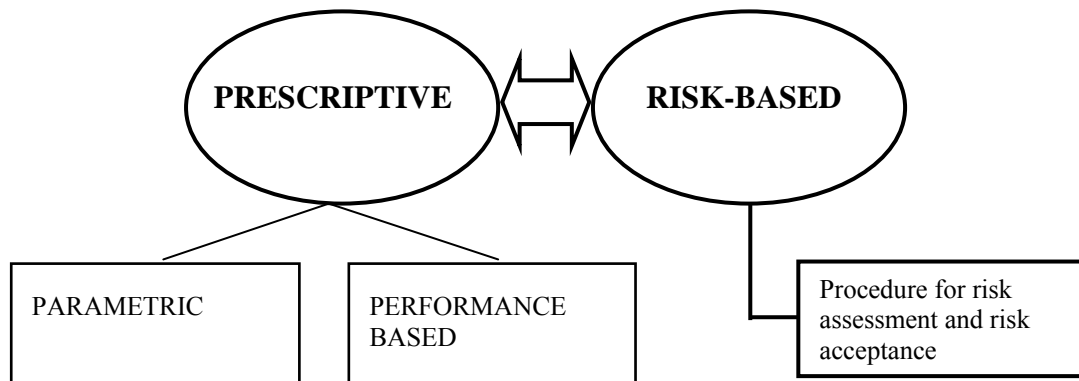 PRESCRIPTIVE
RISK-BASED
PARAMETRIC
PERFORMANCE
BASED
Procedure for risk
assessment and risk
acceptance